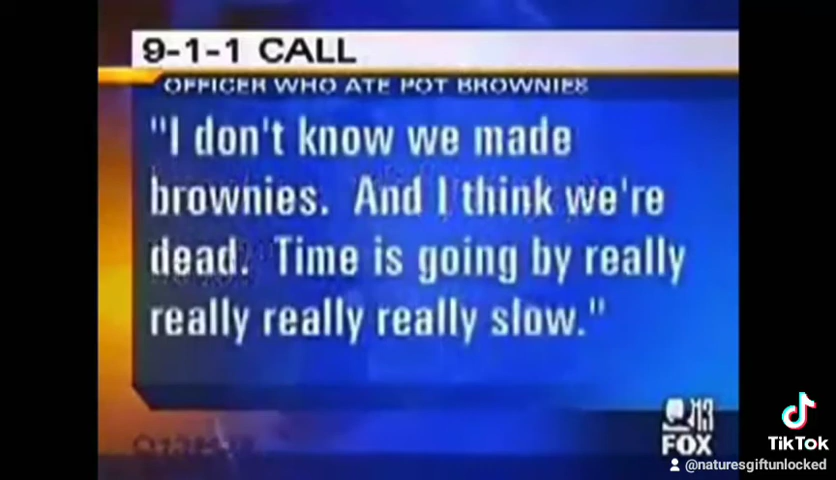 9-1-1 CALL
OFFICER WHO ATE POT BROWNIES
"I don't know we made
brownies. And I think we're
dead. Time is going by really
really really really slow."
13
FOX
TikTok
@naturesgiftunlocked